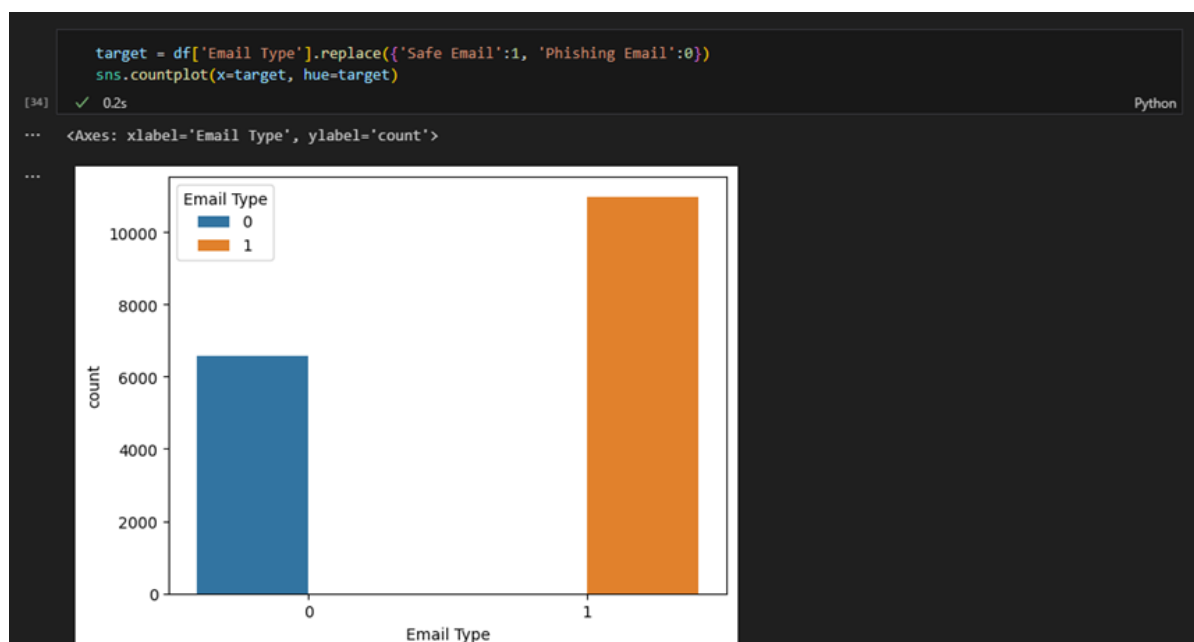 target = df['Email Type'].replace({'Safe Email':1, 'Phishing Email':0})
sns.countplot(x=target, hue=target)
[34] ✓ 0.2s Python
... <Axes: xlabel='Email Type', ylabel='count'>
...
Email Type
0
1
10000
8000
6000
4000
2000
0
count
0 1
Email Type